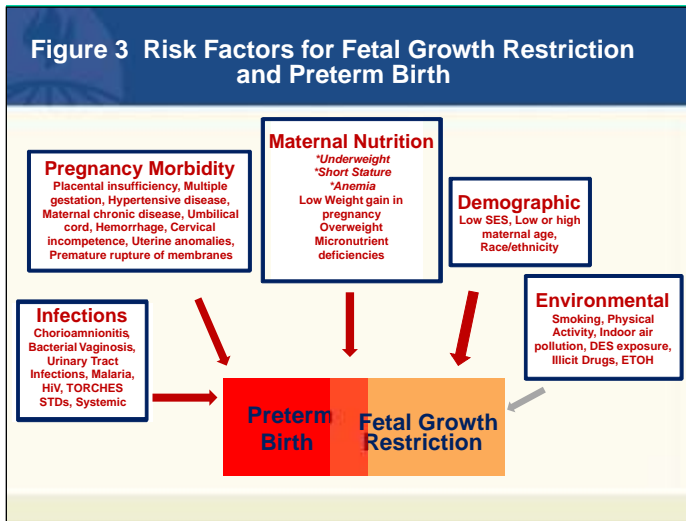 Figure 3  Risk Factors for Fetal Growth Restriction
and Preterm Birth
Pregnancy Morbidity
Placental insufficiency, Multiple
gestation, Hypertensive disease,
Maternal chronic disease, Umbilical
cord, Hemorrhage, Cervical
incompetence, Uterine anomalies,
Premature rupture of membranes
Maternal Nutrition
*Underweight
*Short Stature
*Anemia
Low Weight gain in
pregnancy
Overweight
Micronutrient
deficiencies
Demographic
Low SES, Low or high
maternal age,
Race/ethnicity
Infections
Chorioamnionitis,
Bacterial Vaginosis,
Urinary Tract
Infections, Malaria,
HiV, TORCHES
STDs, Systemic
Environmental
Smoking, Physical
Activity, Indoor air
pollution, DES exposure,
Illicit Drugs, ETOH
Preterm
Birth
Fetal Growth
Restriction